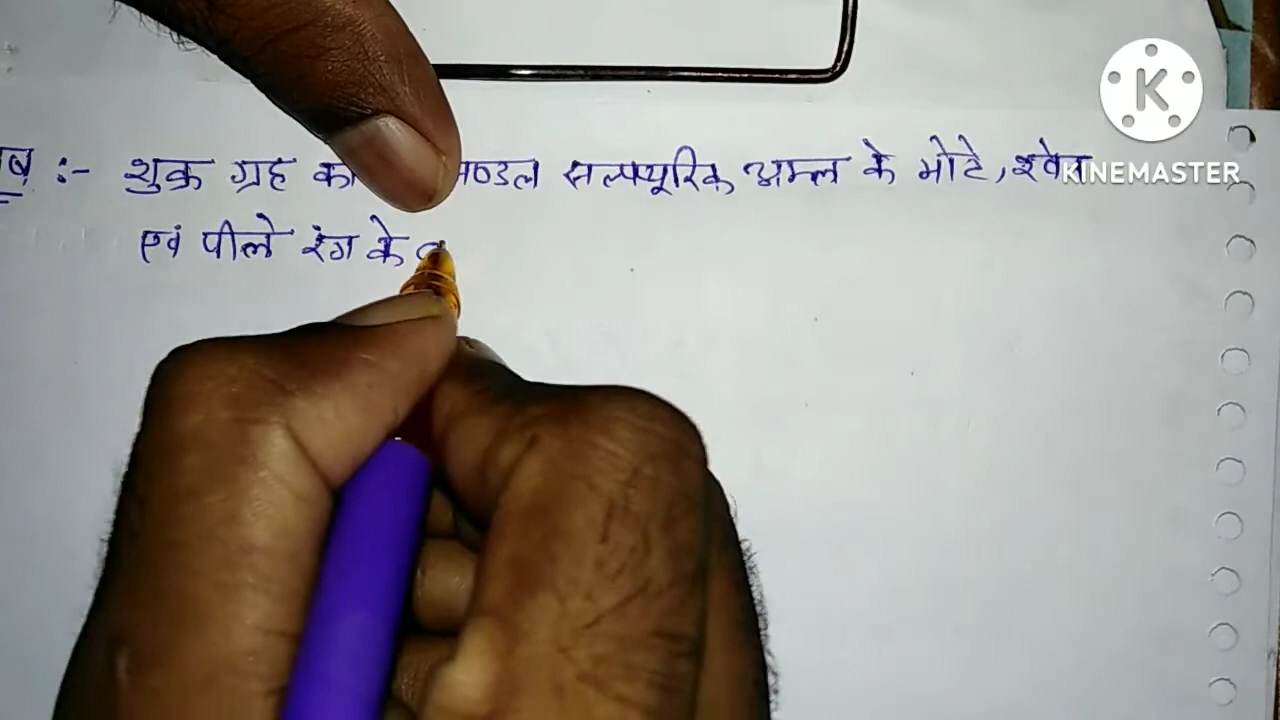 :- शुक्र ग्रह का मण्डल सल्फ्यूरिक अम्ल के मोटे, श्वेत
एवं पीले रंग के
K
KINEMASTER